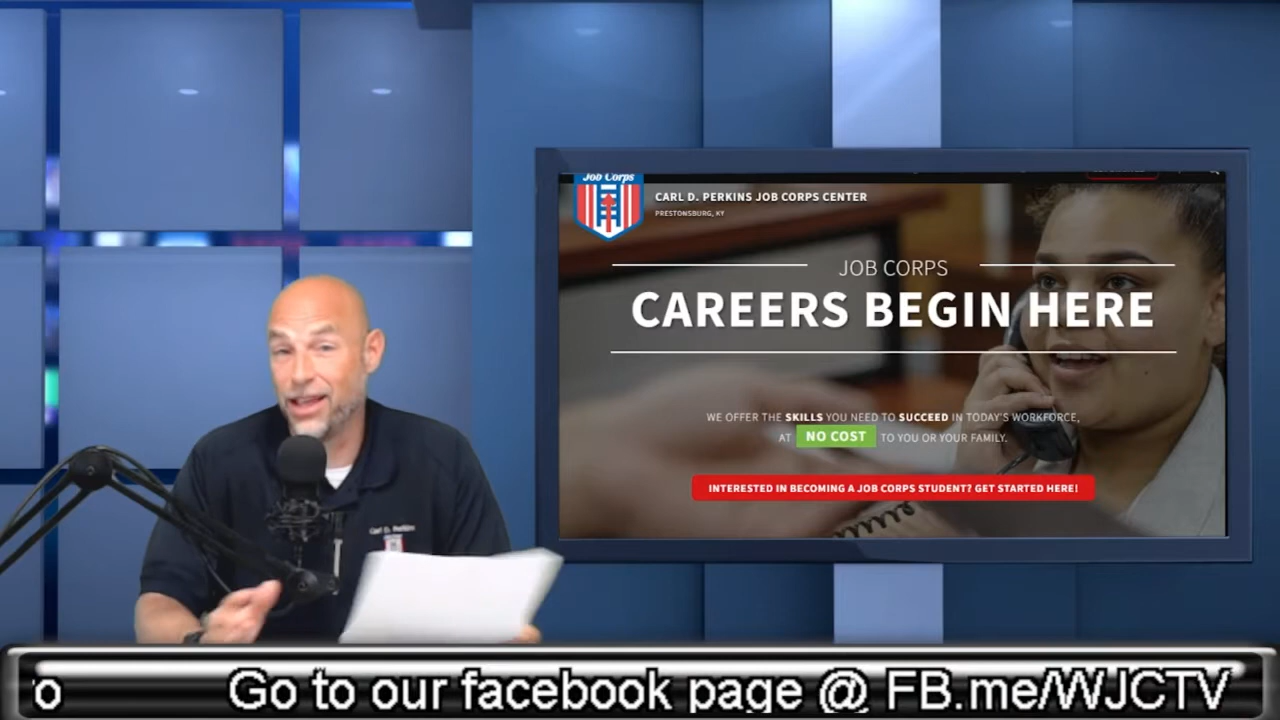 Job Corps
CARL D. PERKINS JOB CORPS CENTER
PRESTONSBURG, KY
JOB CORPS
CAREERS BEGIN HERE
WE OFFER THE SKILLS YOU NEED TO SUCCEED IN TODAY'S WORKFORCE,
AT NO COST TO YOU OR YOUR FAMILY.
INTERESTED IN BECOMING A JOB CORPS STUDENT? GET STARTED HERE!
Carl D. Perkins
o Go to our facebook page @ FB.me/WJCTV